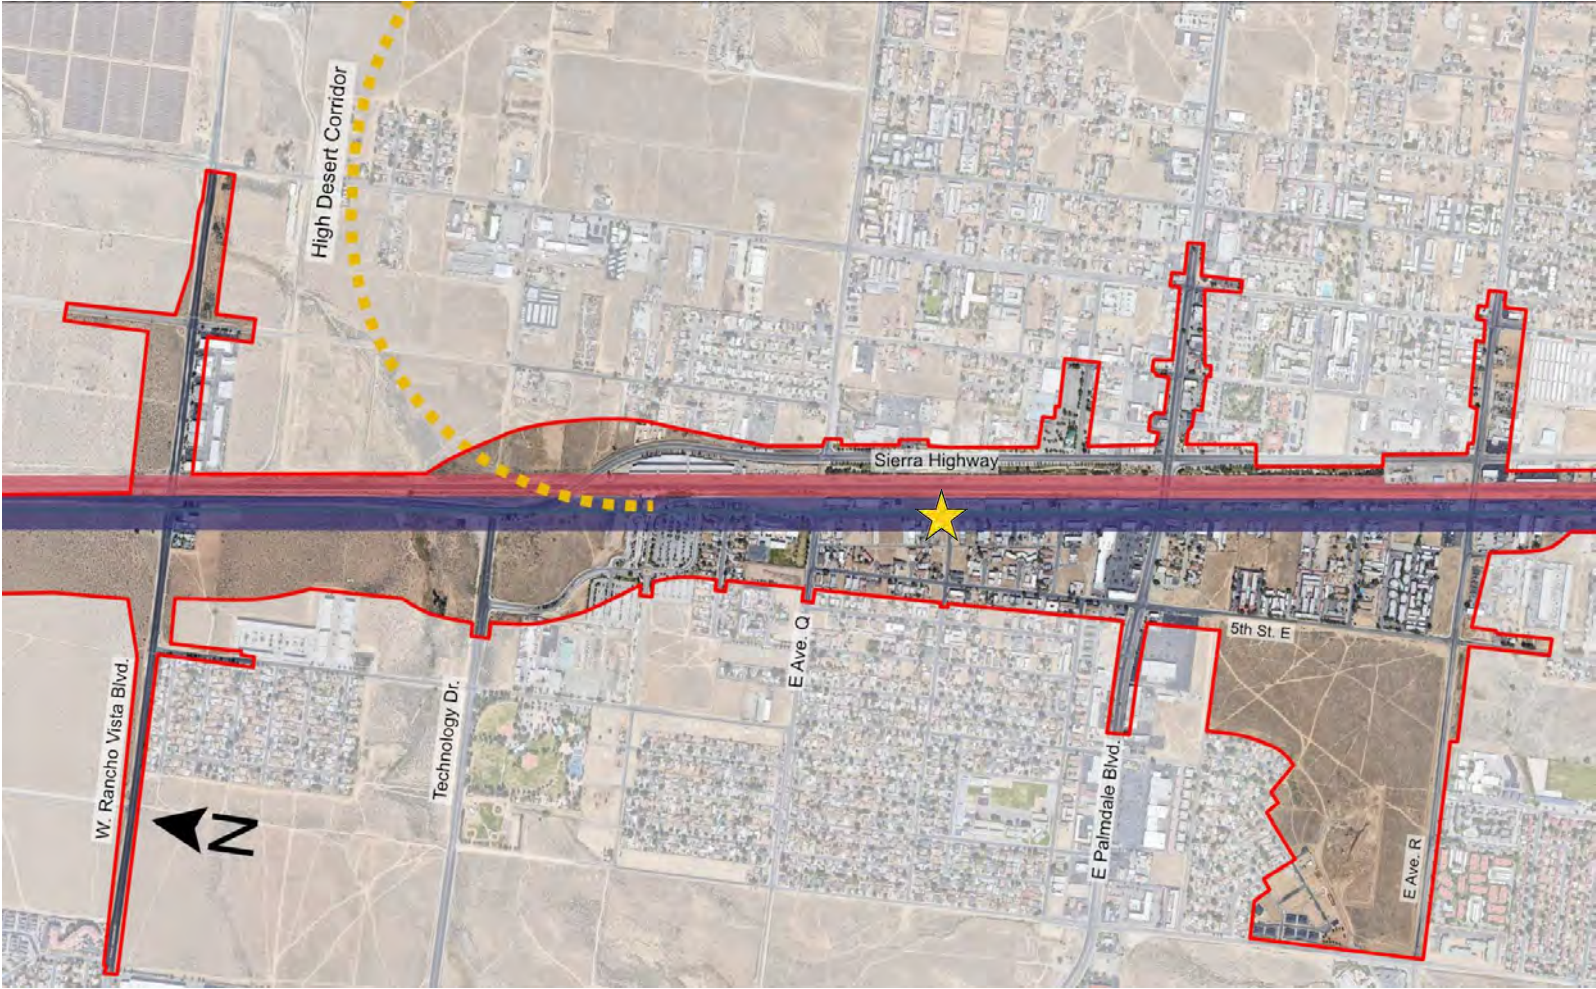 High Desert Corridor
Sierra Highway
5th St. E
E Ave. Q
W. Rancho Vista Blvd.
Technology Dr.
E Palmdale Blvd.
E Ave. R
N